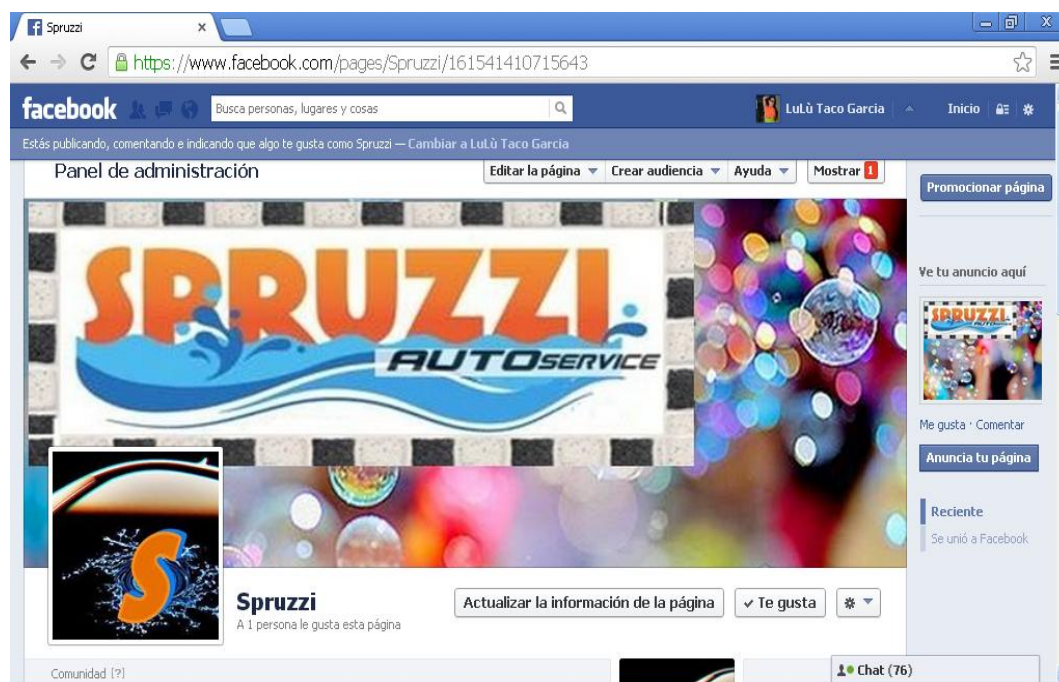 Spruzzi
https://www.facebook.com/pages/Spruzzi/161541410715643
facebook
Busca personas, lugares y cosas
LuLù Taco Garcia
Inicio
Estás publicando, comentando e indicando que algo te gusta como Spruzzi — Cambiar a LuLù Taco Garcia
Panel de administración
Editar la página
Crear audiencia
Ayuda
Mostrar 1
Promocionar página
SPRUZZI
AUTOSERVICE
Ve tu anuncio aquí
SPRUZZI
AUTOSERVICE
Me gusta · Comentar
Anuncia tu página
Reciente
Se unió a Facebook
S
Spruzzi
A 1 persona le gusta esta página
Actualizar la información de la página
✓ Te gusta
Comunidad [?]
Chat (76)